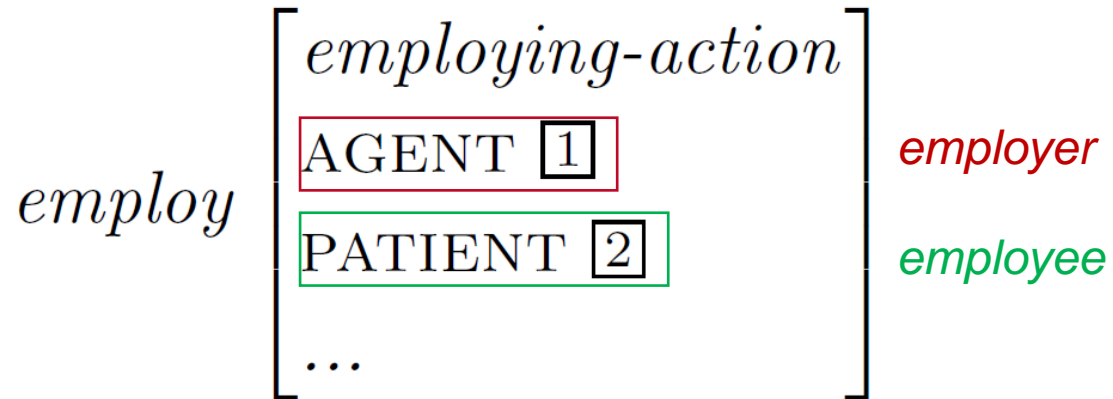 employing-action
AGENT 1 employer
employ
PATIENT 2 employee
...